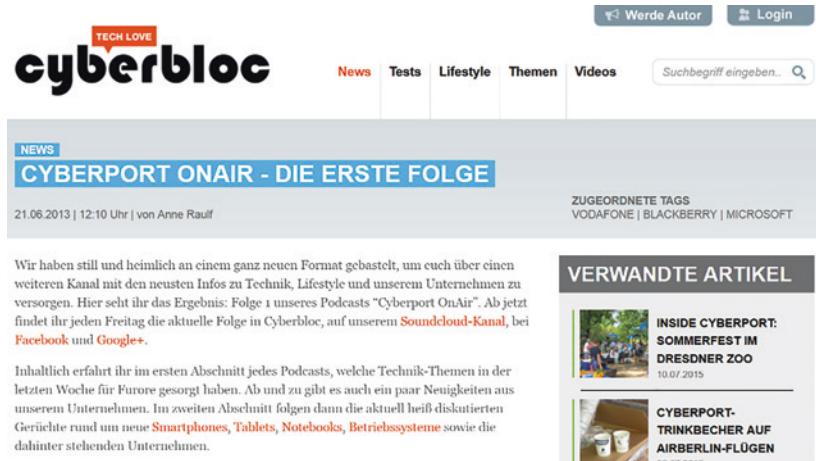 Werde Autor
Login
TECH LOVE
cyberbloc
News Tests Lifestyle Themen Videos
Suchbegriff eingeben..
NEWS
CYBERPORT ONAIR - DIE ERSTE FOLGE
21.06.2013 | 12:10 Uhr | von Anne Raulf
ZUGEORDNETE TAGS
VODAFONE | BLACKBERRY | MICROSOFT
Wir haben still und heimlich an einem ganz neuen Format gebastelt, um euch über einen
weiteren Kanal mit den neusten Infos zu Technik, Lifestyle und unserem Unternehmen zu
versorgen. Hier seht ihr das Ergebnis: Folge 1 unseres Podcasts “Cyberport OnAir”. Ab jetzt
findet ihr jeden Freitag die aktuelle Folge in Cyberbloc, auf unserem Soundcloud-Kanal, bei
Facebook und Google+.
Inhaltlich erfahrt ihr im ersten Abschnitt jedes Podcasts, welche Technik-Themen in der
letzten Woche für Furore gesorgt haben. Ab und zu gibt es auch ein paar Neuigkeiten aus
unserem Unternehmen. Im zweiten Abschnitt folgen dann die aktuell heiß diskutierten
Gerüchte rund um neue Smartphones, Tablets, Notebooks, Betriebssysteme sowie die
dahinter stehenden Unternehmen.
VERWANDTE ARTIKEL
INSIDE CYBERPORT:
SOMMERFEST IM
DRESDNER ZOO
10.07.2015
CYBERPORT-
TRINKBECHER AUF
AIRBERLIN-FLÜGEN